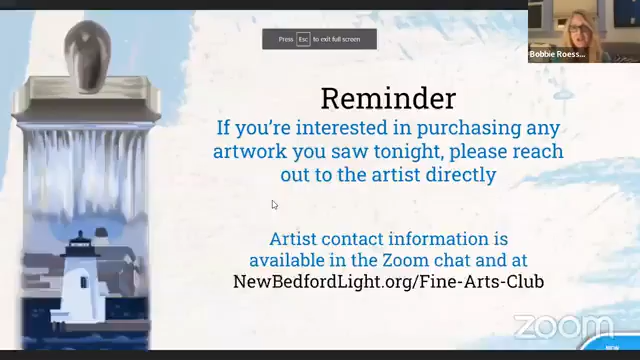 Press Esc to exit full screen
Bobbie Roess...
Reminder
If you're interested in purchasing any
artwork you saw tonight, please reach
out to the artist directly
Artist contact information is
available in the Zoom chat and at
NewBedfordLight.org/Fine-Arts-Club
zoom
NEW